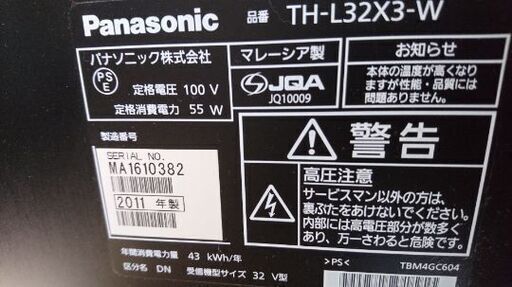 Panasonic
品番 TH-L32X3-W
パナソニック株式会社
PS
E
定格電圧 100 V
定格消費電力 55 W
マレーシア製
JQA
JQ10009
お知らせ
本体の温度が高くなり
ますが性能・品質には
問題ありません。
製造番号
SERIAL NO.
MA1610382
2011 年製
警告
高圧注意
サービスマン以外の方は、
裏ぶたをあけないでください。
内部には高電圧部分が数多く
あり、万一さわると危険です。
年間消費電力量 43 kWh/年
区分名 DN 受信機型サイズ 32 V型
>PS<
TBM4GC604